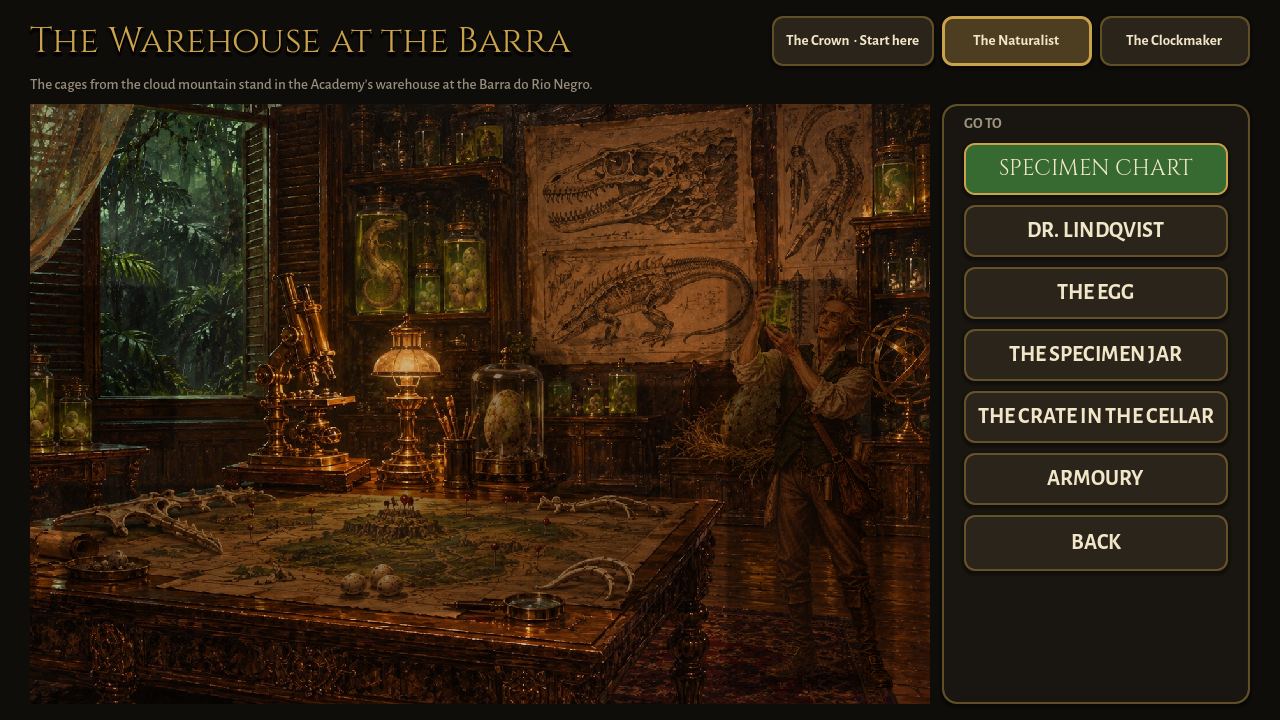 The Warehouse at the Barra
The Crown · Start here
The Naturalist
The Clockmaker
The cages from the cloud mountain stand in the Academy's warehouse at the Barra do Rio Negro.
GO TO
SPECIMEN CHART
DR. LINDQVIST
THE EGG
THE SPECIMEN JAR
THE CRATE IN THE CELLAR
ARMOURY
BACK